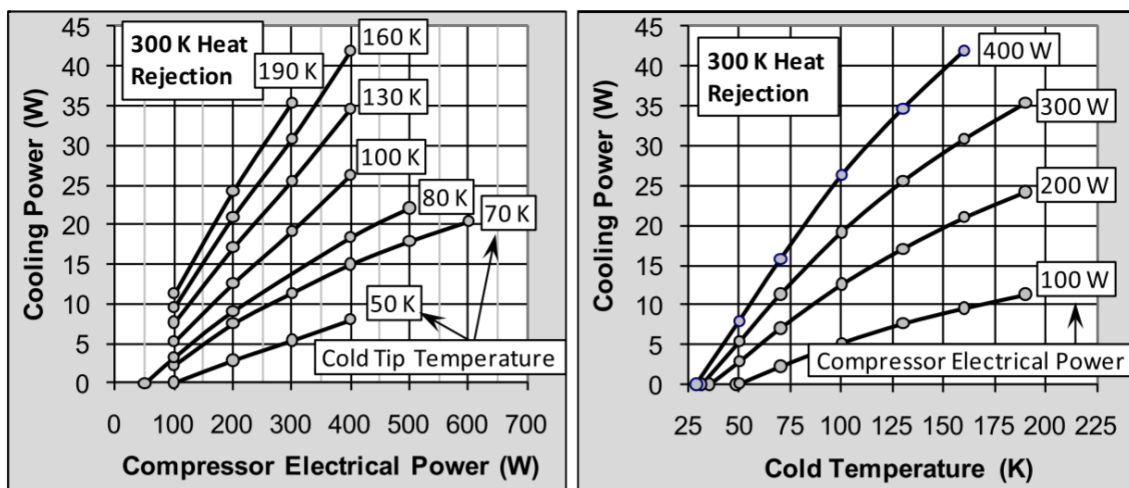 45
40
35
30
25
20
15
10
5
0
Cooling Power (W)
300 K Heat
Rejection
160 K
190 K
130 K
100 K
80 K
70 K
50 K
Cold Tip Temperature
0 100 200 300 400 500 600 700
Compressor Electrical Power (W)
45
40
35
30
25
20
15
10
5
0
Cooling Power (W)
300 K Heat
Rejection
400 W
300 W
200 W
100 W
Compressor Electrical Power
25 50 75 100 125 150 175 200 225
Cold Temperature (K)